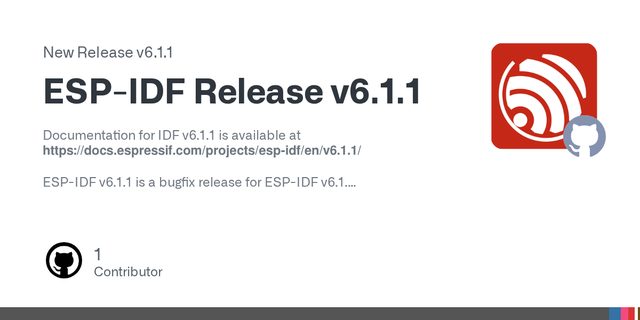 New Release v6.1.1
ESP-IDF Release v6.1.1
Documentation for IDF v6.1.1 is available at
https://docs.espressif.com/projects/esp-idf/en/v6.1.1/
ESP-IDF v6.1.1 is a bugfix release for ESP-IDF v6.1....
1
Contributor